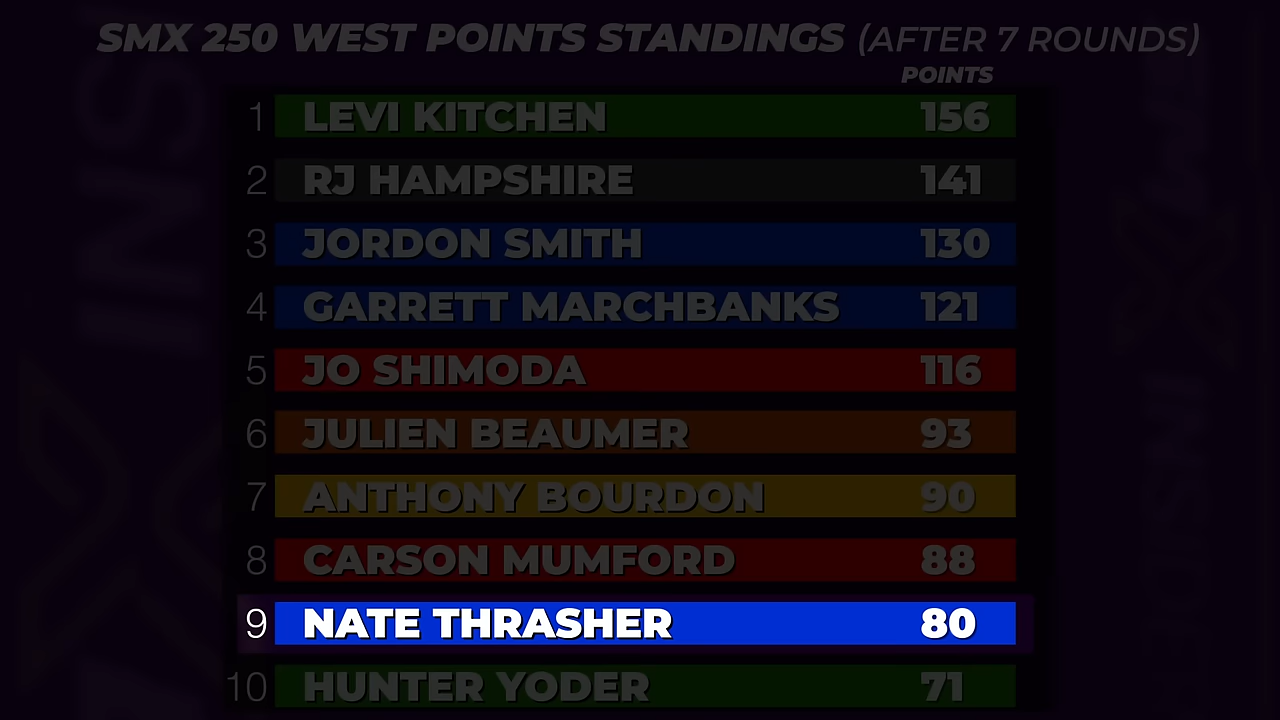 SMX 250 WEST POINTS STANDINGS (AFTER 7 ROUNDS)
POINTS
1 LEVI KITCHEN 156
2 RJ HAMPSHIRE 141
3 JORDON SMITH 130
4 GARRETT MARCHBANKS 121
5 JO SHIMODA 116
6 JULIEN BEAUMER 93
7 ANTHONY BOURDON 90
8 CARSON MUMFORD 88
9 NATE THRASHER 80
10 HUNTER YODER 71